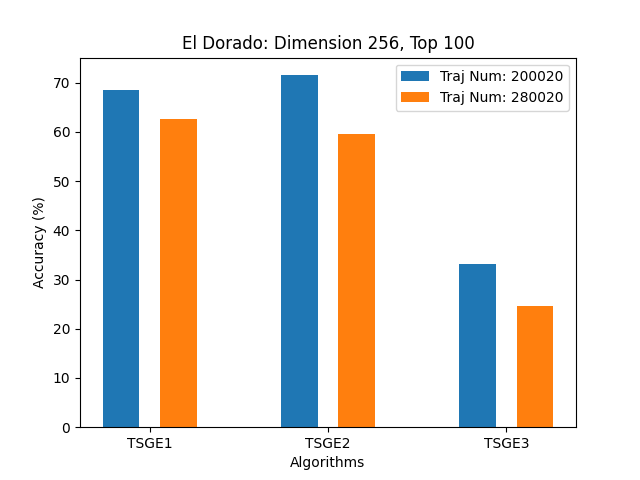 El Dorado: Dimension 256, Top 100
Traj Num: 200020
Traj Num: 280020
Accuracy (%)
70
60
50
40
30
20
10
0
TSGE1 TSGE2 TSGE3
Algorithms